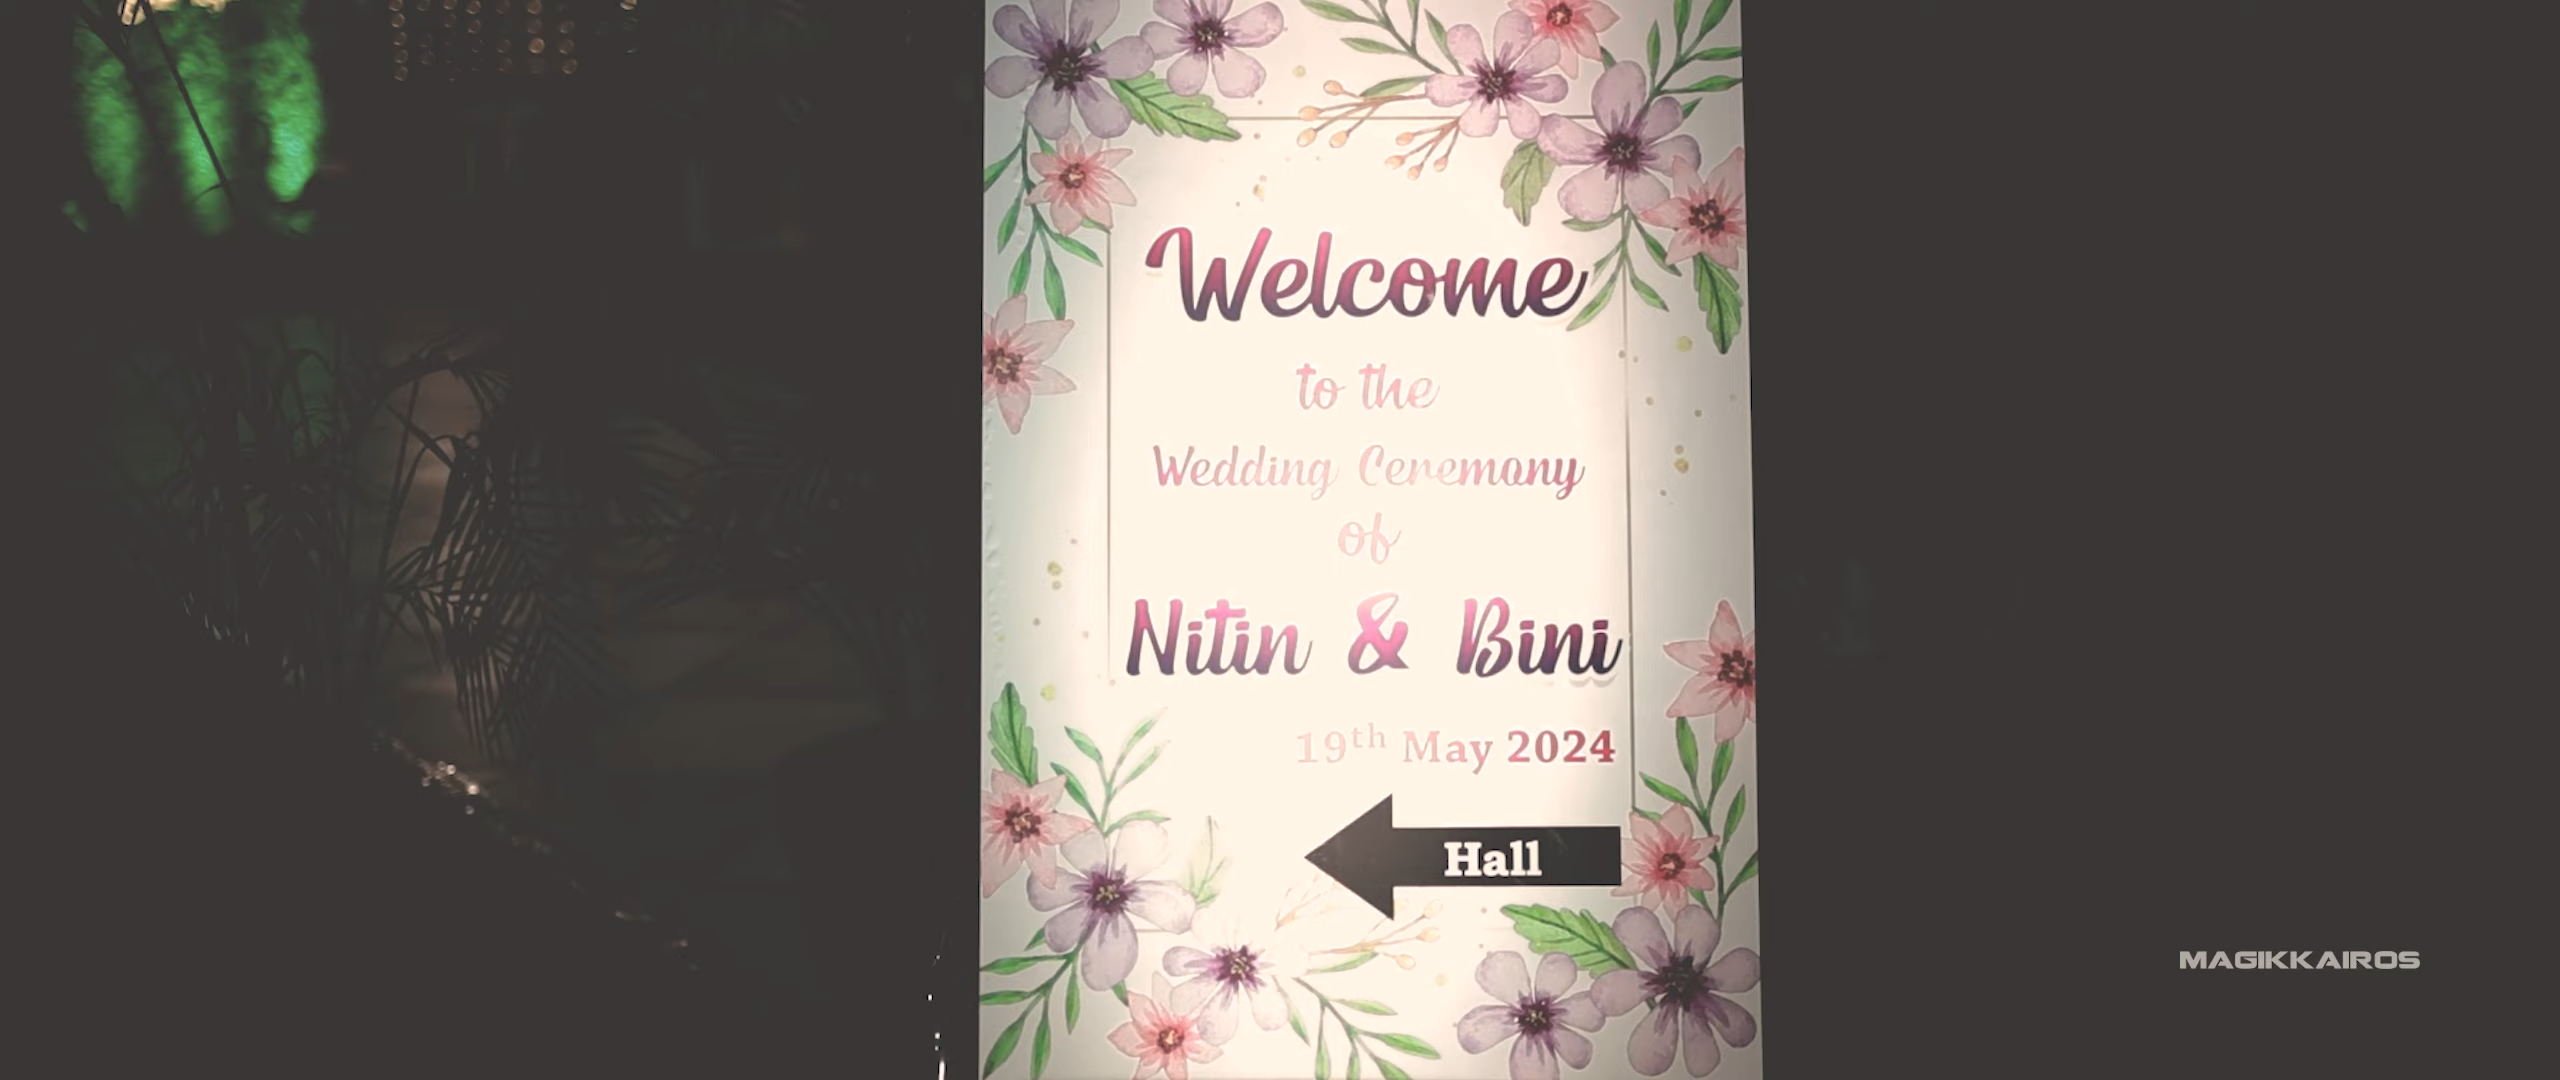 Welcome
to the
Wedding Ceremony
of
Nitin & Bini
19th May 2024
Hall
MAGIKKAIROS